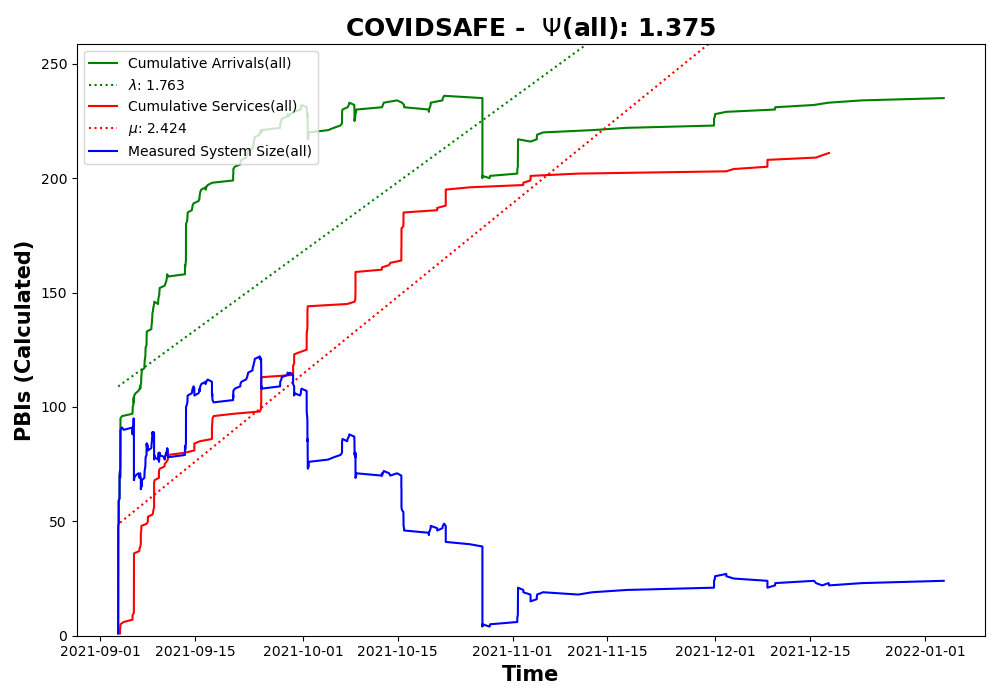 COVIDSAFE - Ψ(all): 1.375
Cumulative Arrivals(all)
λ: 1.763
Cumulative Services(all)
μ: 2.424
Measured System Size(all)
PBIs (Calculated)
250
200
150
100
50
0
2021-09-01 2021-09-15 2021-10-01 2021-10-15 2021-11-01 2021-11-15 2021-12-01 2021-12-15 2022-01-01
Time